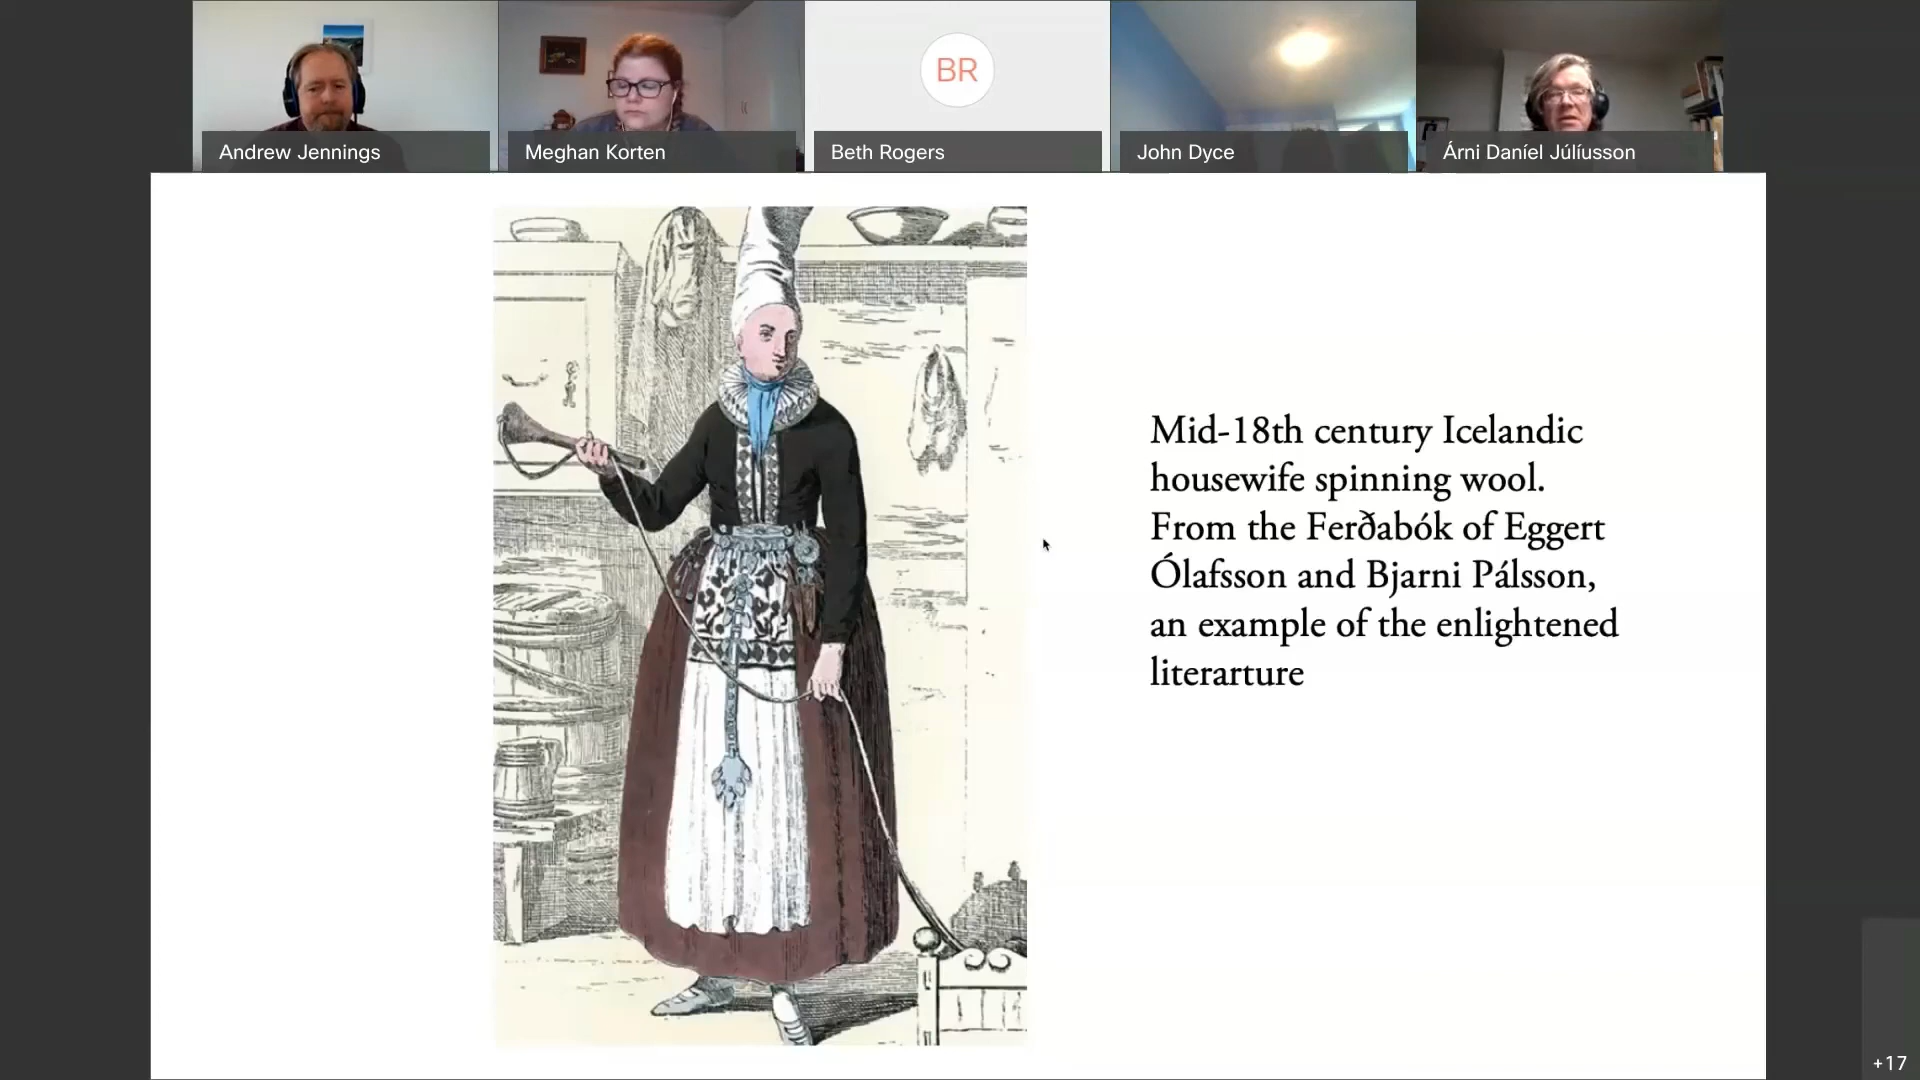 Andrew Jennings
Meghan Korten
BR
Beth Rogers
John Dyce
Árni Daníel Júlíusson
Mid-18th century Icelandic
housewife spinning wool.
From the Ferðabók of Eggert
Ólafsson and Bjarni Pálsson,
an example of the enlightened
literarture
+17